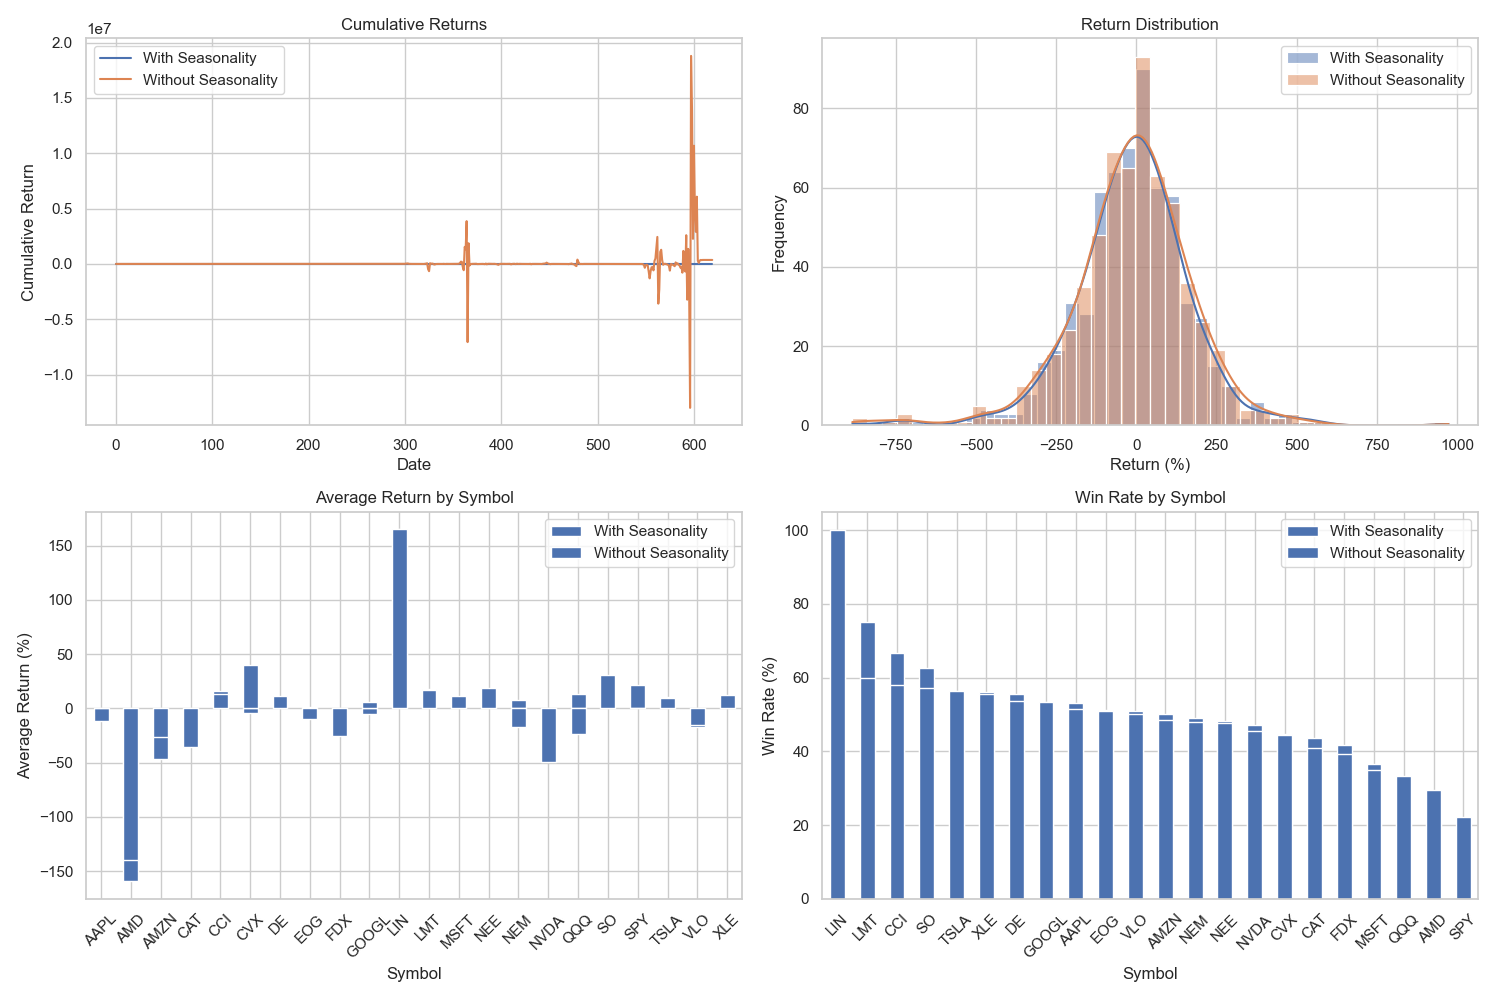 Cumulative Returns
1e7
With Seasonality
Without Seasonality
2.0
1.5
1.0
0.5
0.0
−0.5
−1.0
Cumulative Return
0 100 200 300 400 500 600
Date
Return Distribution
With Seasonality
Without Seasonality
80
60
40
20
0
Frequency
−750 −500 −250 0 250 500 750 1000
Return (%)
Average Return by Symbol
With Seasonality
Without Seasonality
150
100
50
0
−50
−100
−150
Average Return (%)
AAPL AMD AMZN CAT CCI CVX DE EOG FDX GOOGL LIN LMT MSFT NEE NEM NVDA QQQ SO SPY TSLA VLO XLE
Symbol
Win Rate by Symbol
With Seasonality
Without Seasonality
100
80
60
40
20
0
Win Rate (%)
LIN LMT CCI SO TSLA XLE DE GOOGL AAPL EOG VLO AMZN NEM NEE NVDA CVX CAT FDX MSFT QQQ AMD SPY
Symbol